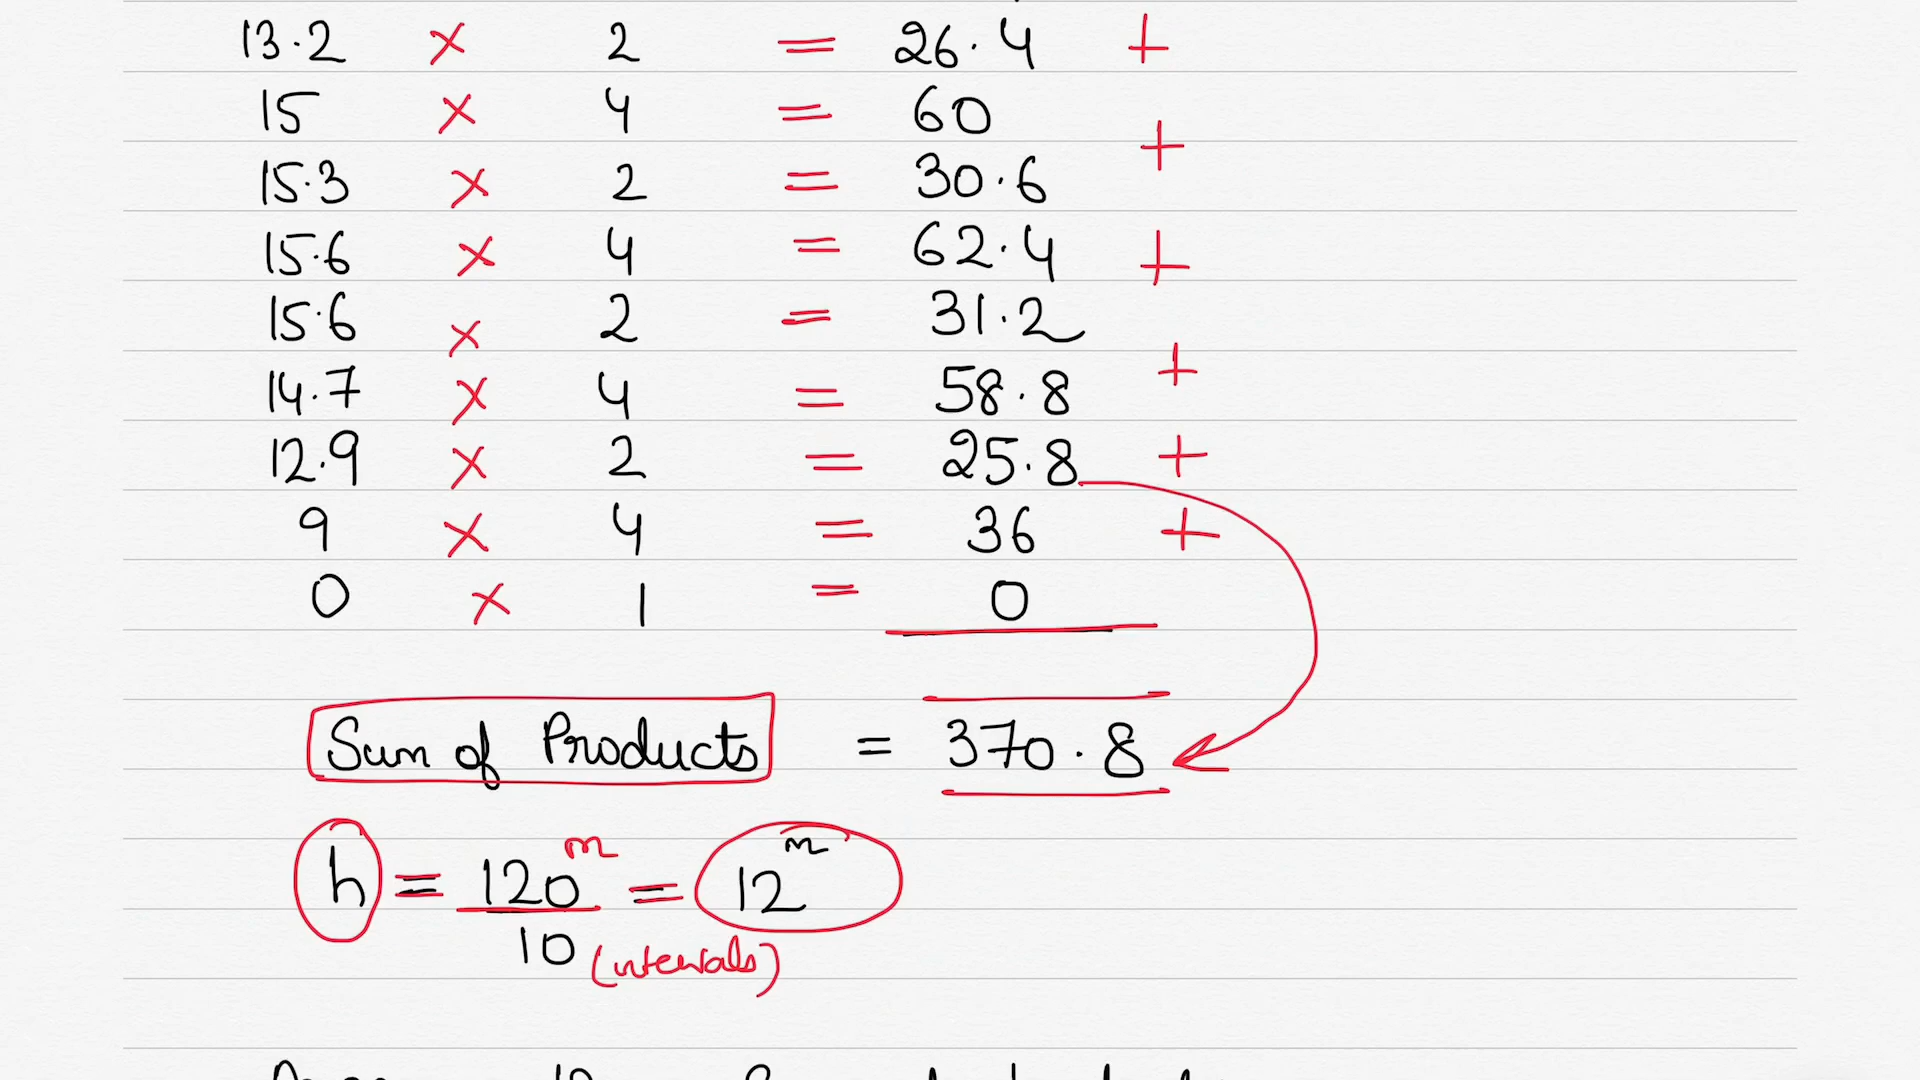 13.2 × 2 = 26.4 +
15 × 4 = 60 +
15.3 × 2 = 30.6
15.6 × 4 = 62.4 +
15.6 × 2 = 31.2
14.7 × 4 = 58.8 +
12.9 × 2 = 25.8 +
9 × 4 = 36 +
0 × 1 = 0
Sum of Products = 370.8
h = 120 m = 12 m
10 (intervals)